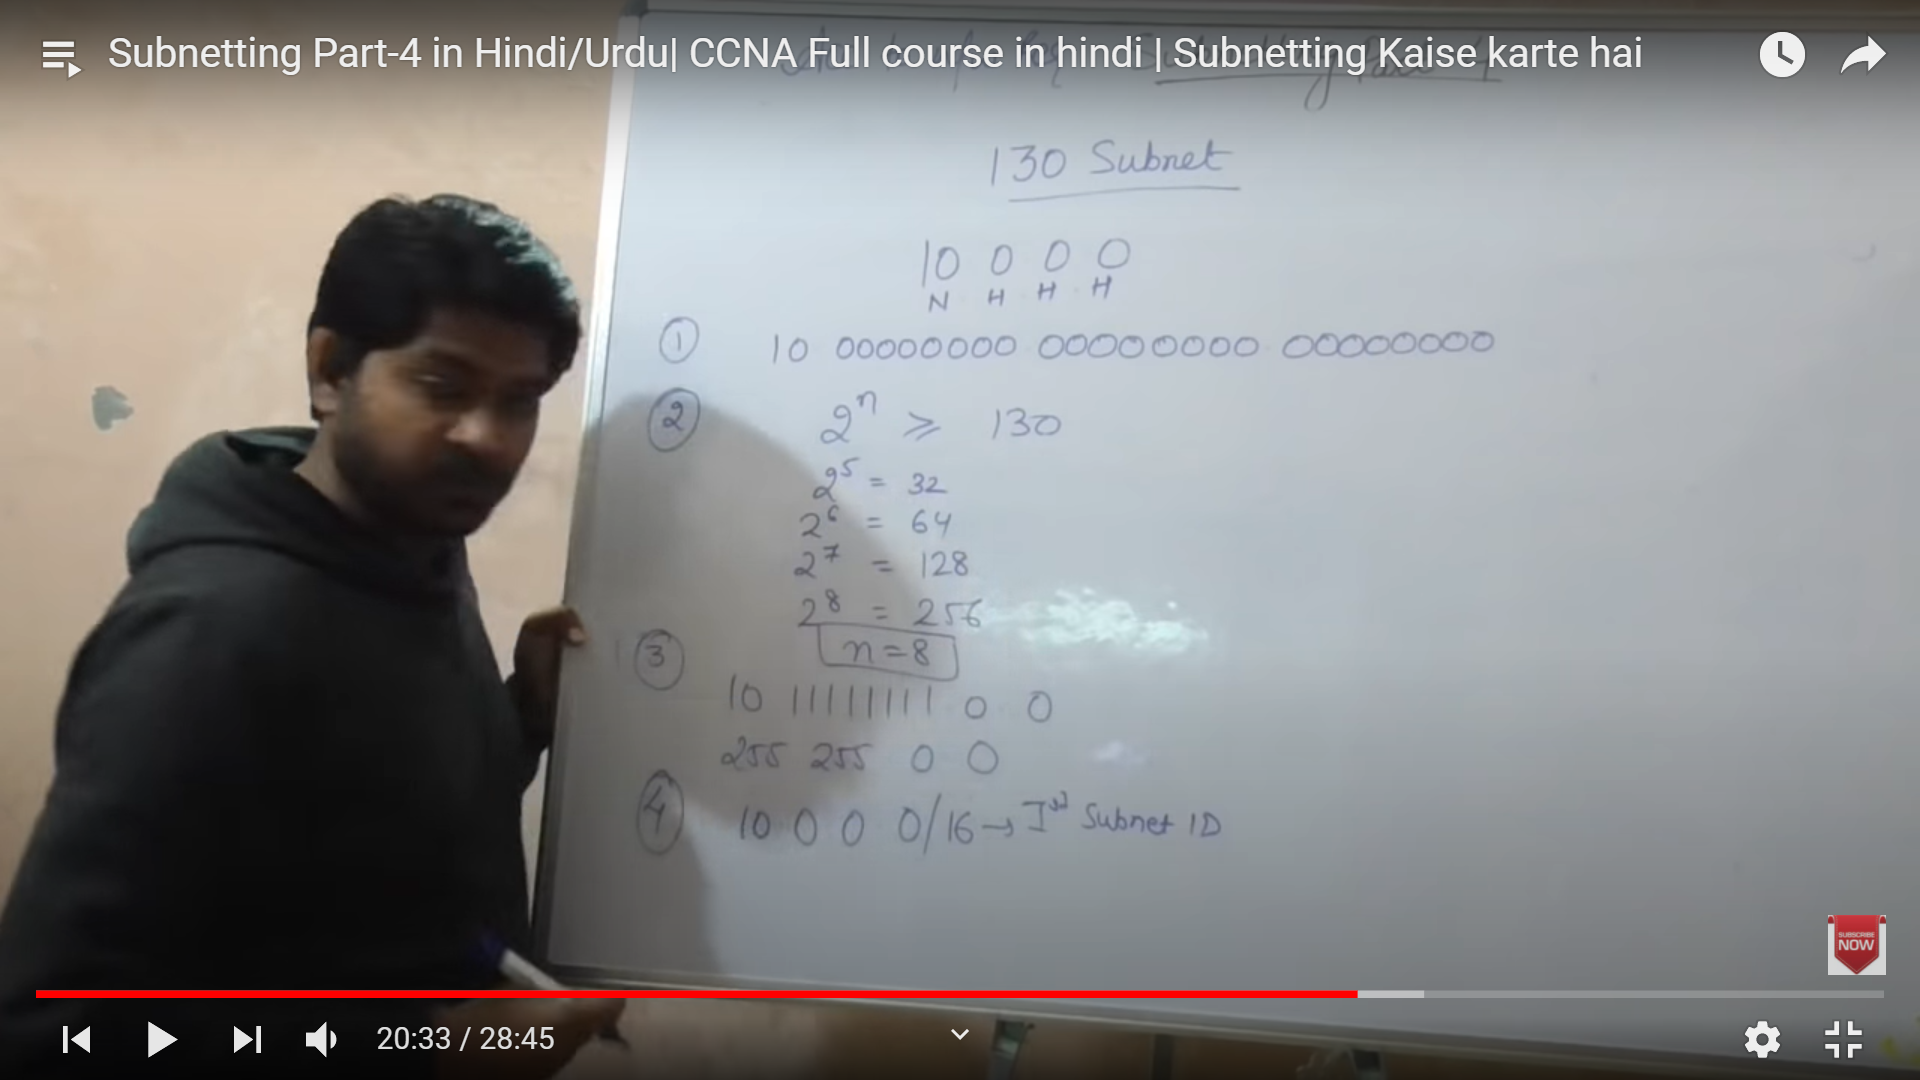 Subnetting Part-4 in Hindi/Urdu| CCNA Full course in hindi | Subnetting Kaise karte hai
130 Subnet
10 0 0 0
N H H H
1 10 00000000 00000000 00000000
2 2^n ≥ 130
2^5 = 32
2^6 = 64
2^7 = 128
2^8 = 256
n=8
3 10 11111111 0 0
255 255 0 0
4 10 0 0 0/16 → Ist Subnet ID
SUBSCRIBE
NOW
20:33 / 28:45